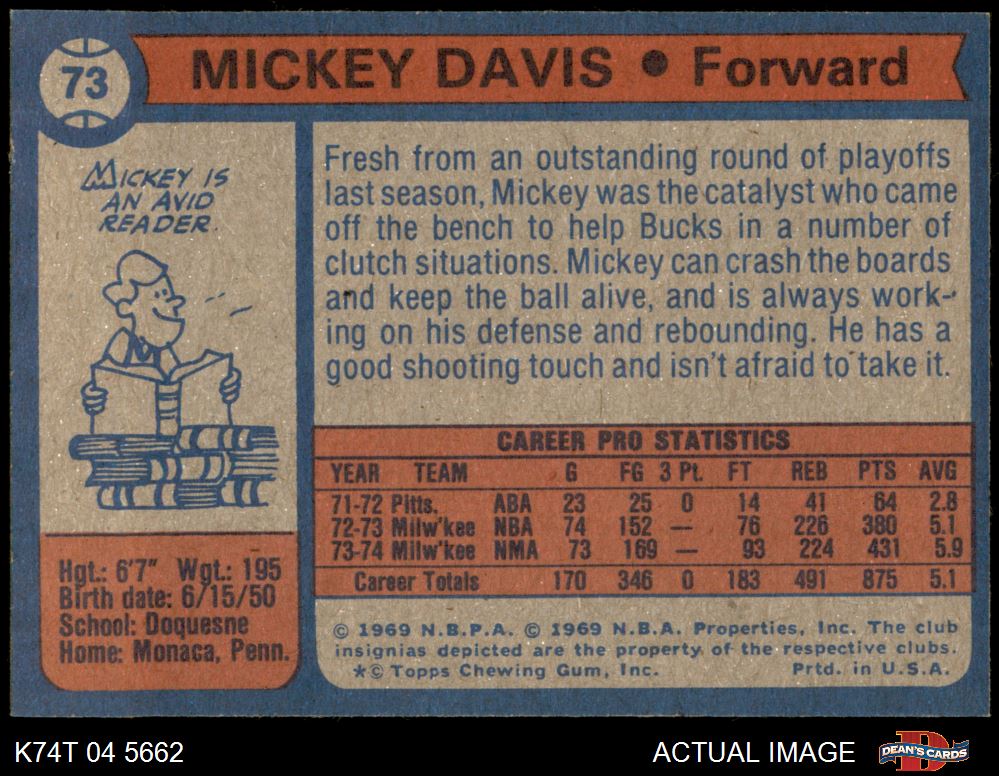 73
MICKEY DAVIS • Forward
MICKEY IS
AN AVID
READER.
Fresh from an outstanding round of playoffs
last season, Mickey was the catalyst who came
off the bench to help Bucks in a number of
clutch situations. Mickey can crash the boards
and keep the ball alive, and is always work-
ing on his defense and rebounding. He has a
good shooting touch and isn't afraid to take it.
CAREER PRO STATISTICS
YEAR TEAM G FG 3 Pt. FT REB PTS AVG
71-72 Pitts. ABA 23 25 0 14 41 64 2.8
72-73 Milw'kee NBA 74 152 — 76 226 380 5.1
73-74 Milw'kee NMA 73 169 — 93 224 431 5.9
Career Totals 170 346 0 183 491 875 5.1
Hgt.: 6'7" Wgt.: 195
Birth date: 6/15/50
School: Doquesne
Home: Monaca, Penn.
© 1969 N.B.P.A. © 1969 N.B.A. Properties, Inc. The club
insignias depicted are the property of the respective clubs.
*© Topps Chewing Gum, Inc. Prtd. in U.S.A.
K74T 04 5662
ACTUAL IMAGE
D
DEAN'S CARDS